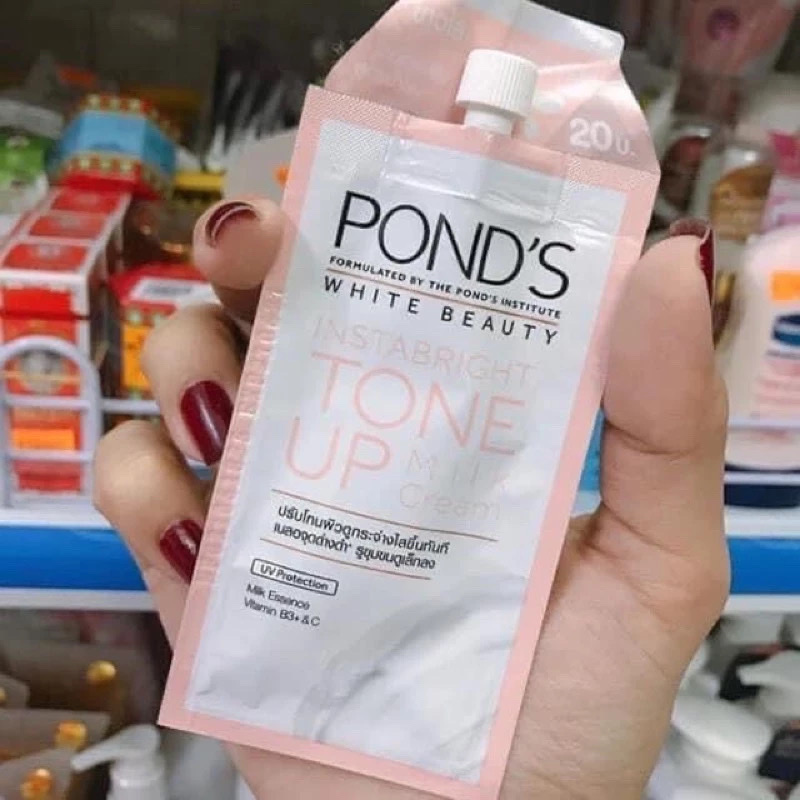 20 บ.
POND'S
FORMULATED BY THE POND'S INSTITUTE
WHITE BEAUTY
INSTABRIGHT
TONE
UP Milk
Cream
ปรับโทนผิวดูกระจ่างใสขึ้นทันที
เบลอจุดด่างดำ* รูขุมขนดูเล็กลง
UV Protection
Milk Essence
Vitamin B3+ & C